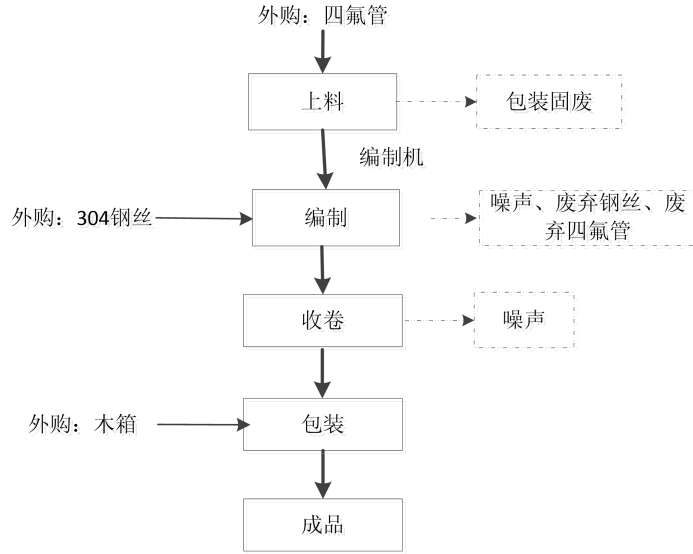 外购：四氟管
上料
包装固废
编制机
外购：304钢丝
编制
噪声、废弃钢丝、废
弃四氟管
收卷
噪声
外购：木箱
包装
成品